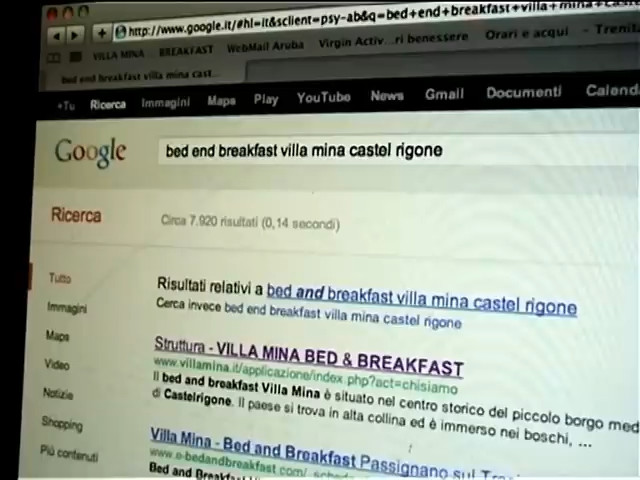 http://www.google.it/#hl=it&sclient=psy-ab&q=bed+end+breakfast+villa+mina+caste
VILLA MINA BREAKFAST WebMail Aruba Virgin Activ...ri benessere Orari e acqui - Trenita
bed end breakfast villa mina cast...
+Tu Ricerca Immagini Maps Play YouTube News Gmail Documenti Calend
Google bed end breakfast villa mina castel rigone
Ricerca Circa 7.920 risultati (0,14 secondi)
Tutto
Risultati relativi a bed and breakfast villa mina castel rigone
Immagini
Cerca invece bed end breakfast villa mina castel rigone
Maps
Struttura - VILLA MINA BED & BREAKFAST
Video
www.villamina.it/applicazione/index.php?act=chisiamo
Il bed and breakfast Villa Mina è situato nel centro storico del piccolo borgo med
Notizie
di Castelrigone. Il paese si trova in alta collina ed è immerso nei boschi, ...
Shopping
Villa Mina - Bed and Breakfast Passignano sul Tra
Più contenuti
www.e-bedandbreakfast.com/
Bed and Breakfast